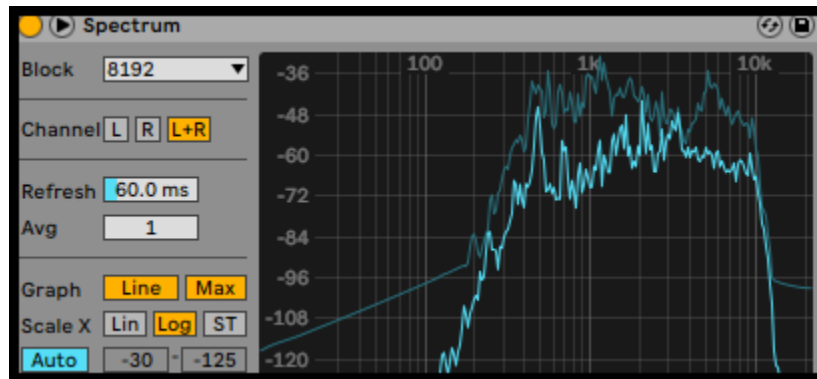 Spectrum
Block 8192
Channel L R L+R
Refresh 60.0 ms
Avg 1
Graph Line Max
Scale X Lin Log ST
Auto -30 - -125
100 1k 10k
-36
-48
-60
-72
-84
-96
-108
-120